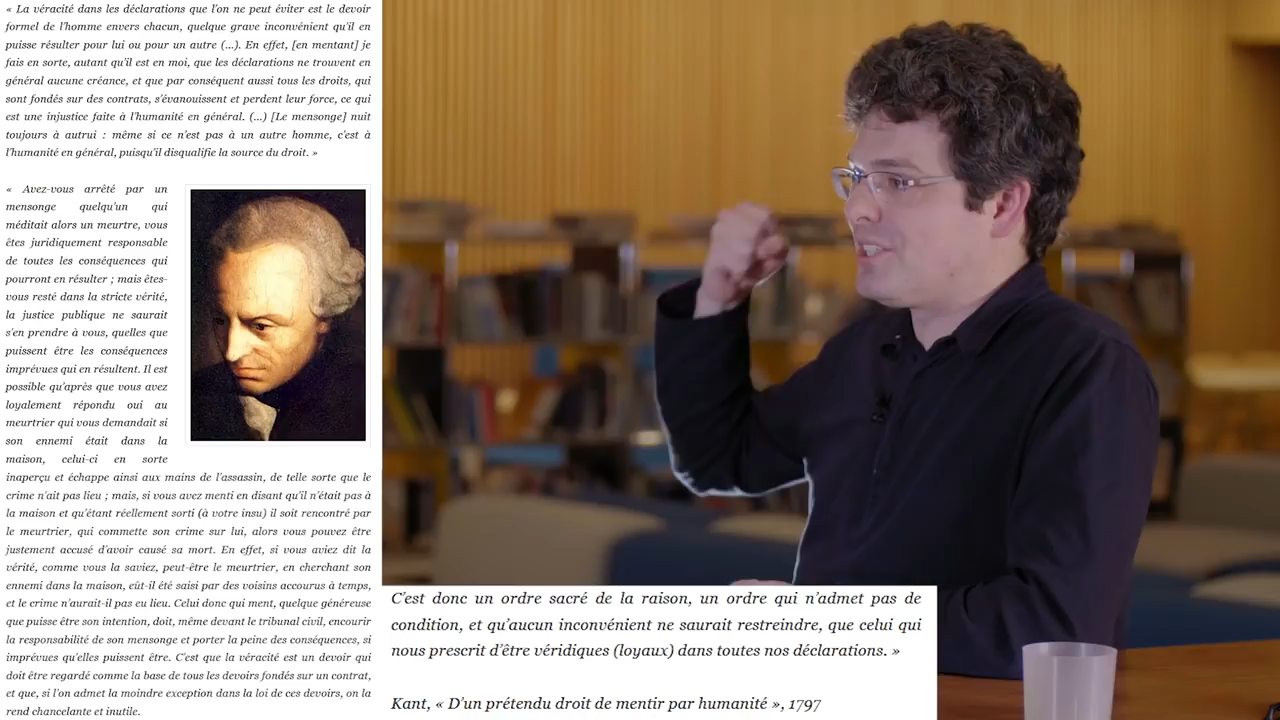 « La véracité dans les déclarations que l'on ne peut éviter est le devoir
formel de l'homme envers chacun, quelque grave inconvénient qu'il en
puisse résulter pour lui ou pour un autre (...). En effet, [en mentant] je
fais en sorte, autant qu'il est en moi, que les déclarations ne trouvent en
général aucune créance, et que par conséquent aussi tous les droits, qui
sont fondés sur des contrats, s'évanouissent et perdent leur force, ce qui
est une injustice faite à l'humanité en général. (...) [Le mensonge] nuit
toujours à autrui : même si ce n'est pas à un autre homme, c'est à
l'humanité en général, puisqu'il disqualifie la source du droit. »
« Avez-vous arrêté par un
mensonge quelqu'un qui
méditait alors un meurtre, vous
êtes juridiquement responsable
de toutes les conséquences qui
pourront en résulter ; mais êtes-
vous resté dans la stricte vérité,
la justice publique ne saurait
s'en prendre à vous, quelles que
puissent être les conséquences
imprévues qui en résultent. Il est
possible qu'après que vous avez
loyalement répondu oui au
meurtrier qui vous demandait si
son ennemi était dans la
maison, celui-ci en sorte
inaperçu et échappe ainsi aux mains de l'assassin, de telle sorte que le
crime n'ait pas lieu ; mais, si vous avez menti en disant qu'il n'était pas à
la maison et qu'étant réellement sorti (à votre insu) il soit rencontré par
le meurtrier, qui commette son crime sur lui, alors vous pouvez être
justement accusé d'avoir causé sa mort. En effet, si vous aviez dit la
vérité, comme vous la saviez, peut-être le meurtrier, en cherchant son
ennemi dans la maison, eût-il été saisi par des voisins accourus à temps,
et le crime n'aurait-il pas eu lieu. Celui donc qui ment, quelque généreuse
que puisse être son intention, doit, même devant le tribunal civil, encourir
la responsabilité de son mensonge et porter la peine des conséquences, si
imprévues qu'elles puissent être. C'est que la véracité est un devoir qui
doit être regardé comme la base de tous les devoirs fondés sur un contrat,
et que, si l'on admet la moindre exception dans la loi de ces devoirs, on la
rend chancelante et inutile.
C'est donc un ordre sacré de la raison, un ordre qui n'admet pas de
condition, et qu'aucun inconvénient ne saurait restreindre, que celui qui
nous prescrit d'être véridiques (loyaux) dans toutes nos déclarations. »
Kant, « D'un prétendu droit de mentir par humanité », 1797